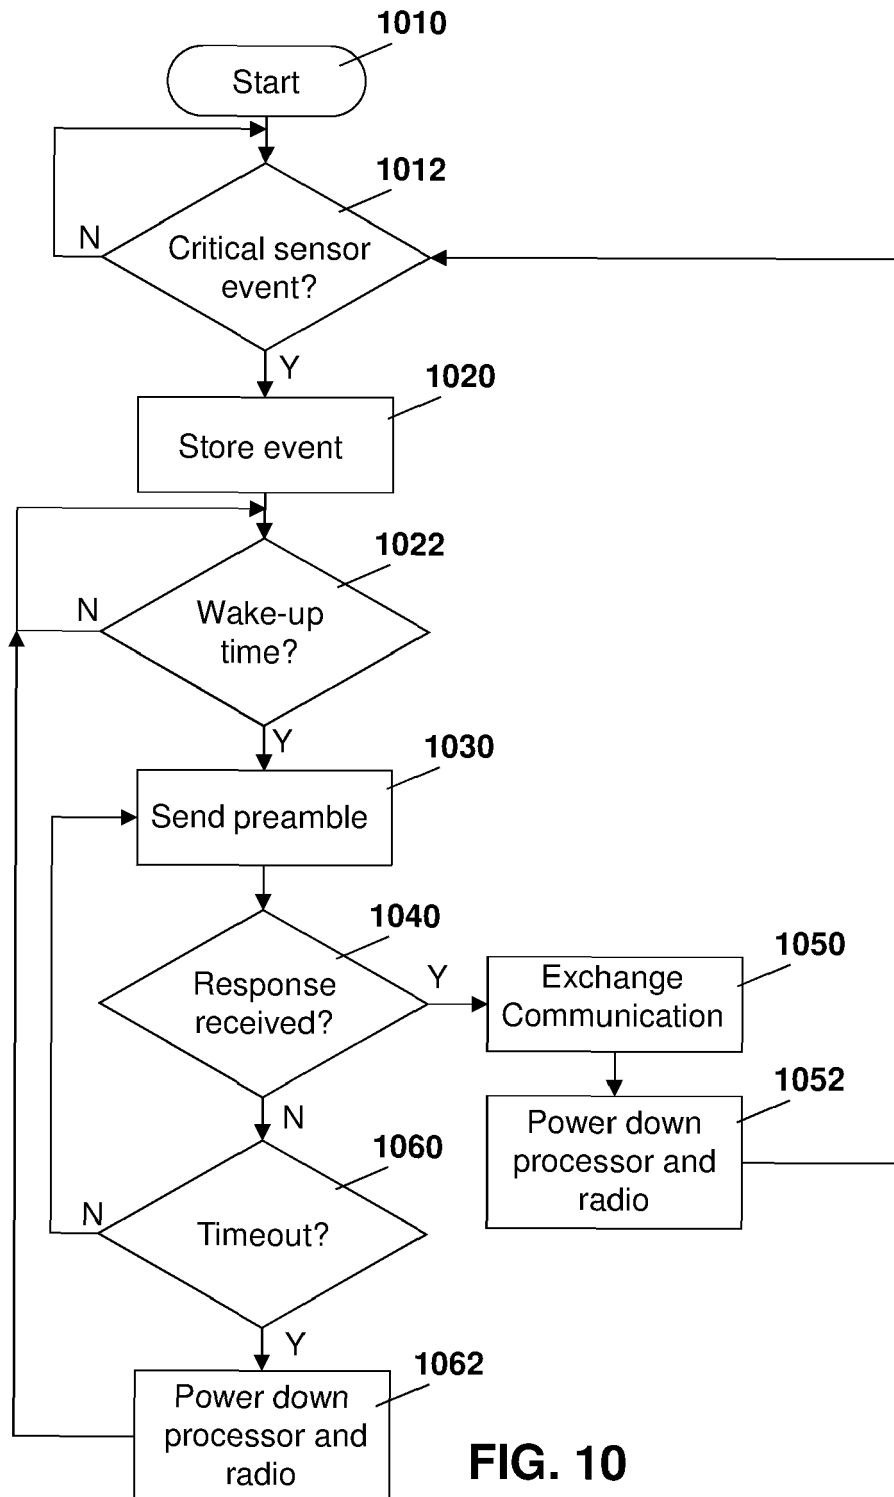 1010
Start
1012
N
Critical sensor
event?
Y
1020
Store event
1022
N
Wake-up
time?
Y
1030
Send preamble
1040
Response
received?
Y
1050
Exchange
Communication
1052
Power down
processor and
radio
N
1060
N
Timeout?
Y
1062
Power down
processor and
radio
FIG. 10